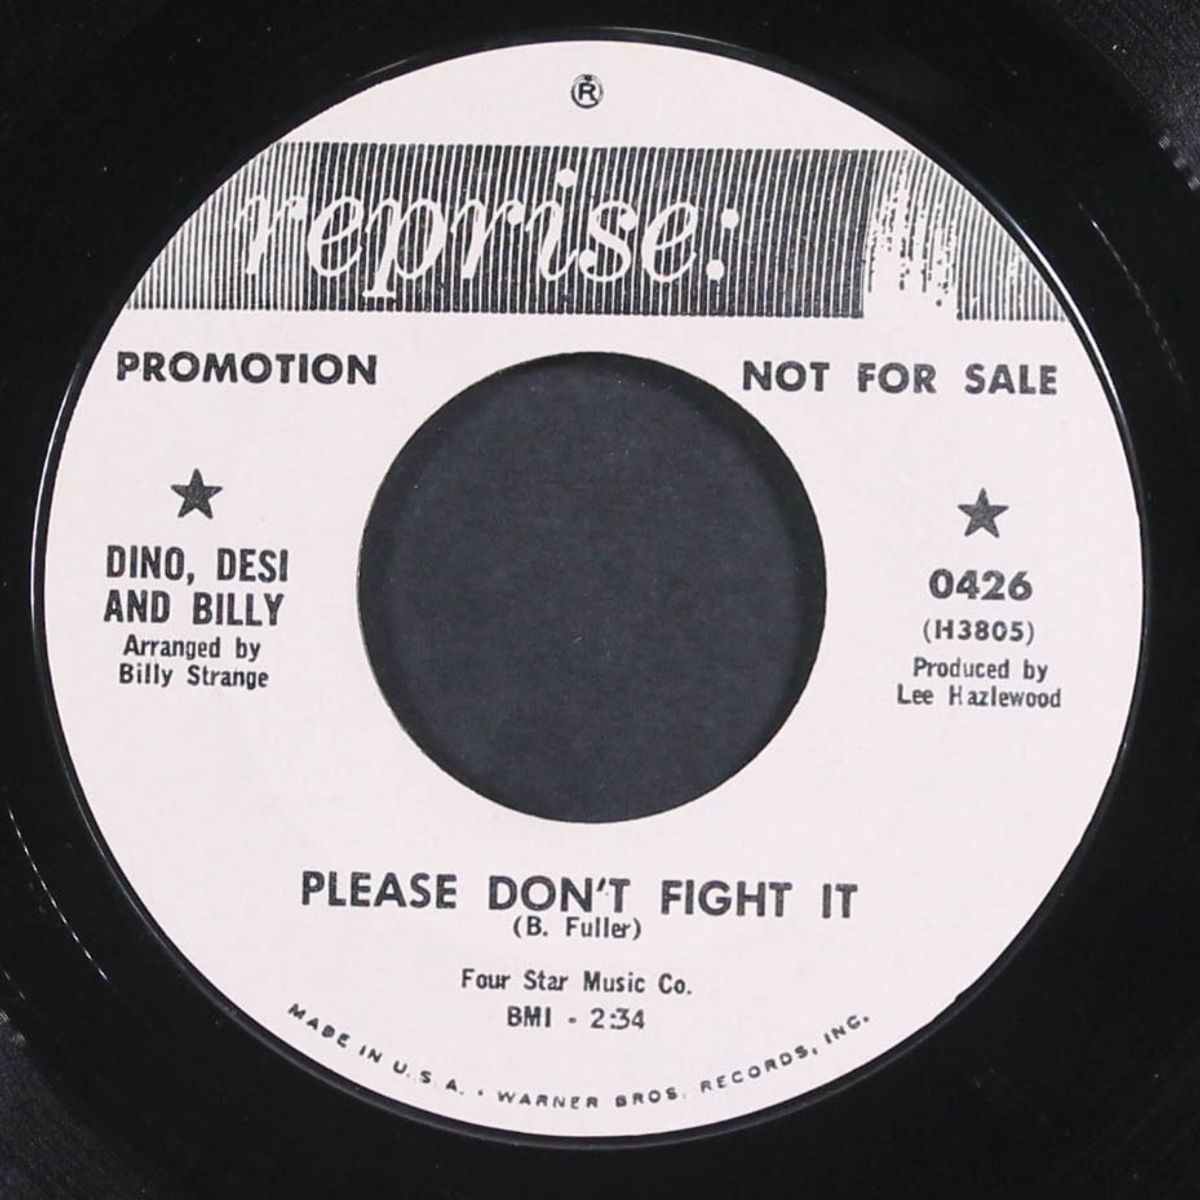 ®
reprise:
PROMOTION
NOT FOR SALE
DINO, DESI
AND BILLY
Arranged by
Billy Strange
0426
(H3805)
Produced by
Lee Hazlewood
PLEASE DON'T FIGHT IT
(B. Fuller)
Four Star Music Co.
BMI - 2:34
MADE IN U.S.A. · WARNER BROS. RECORDS, INC.